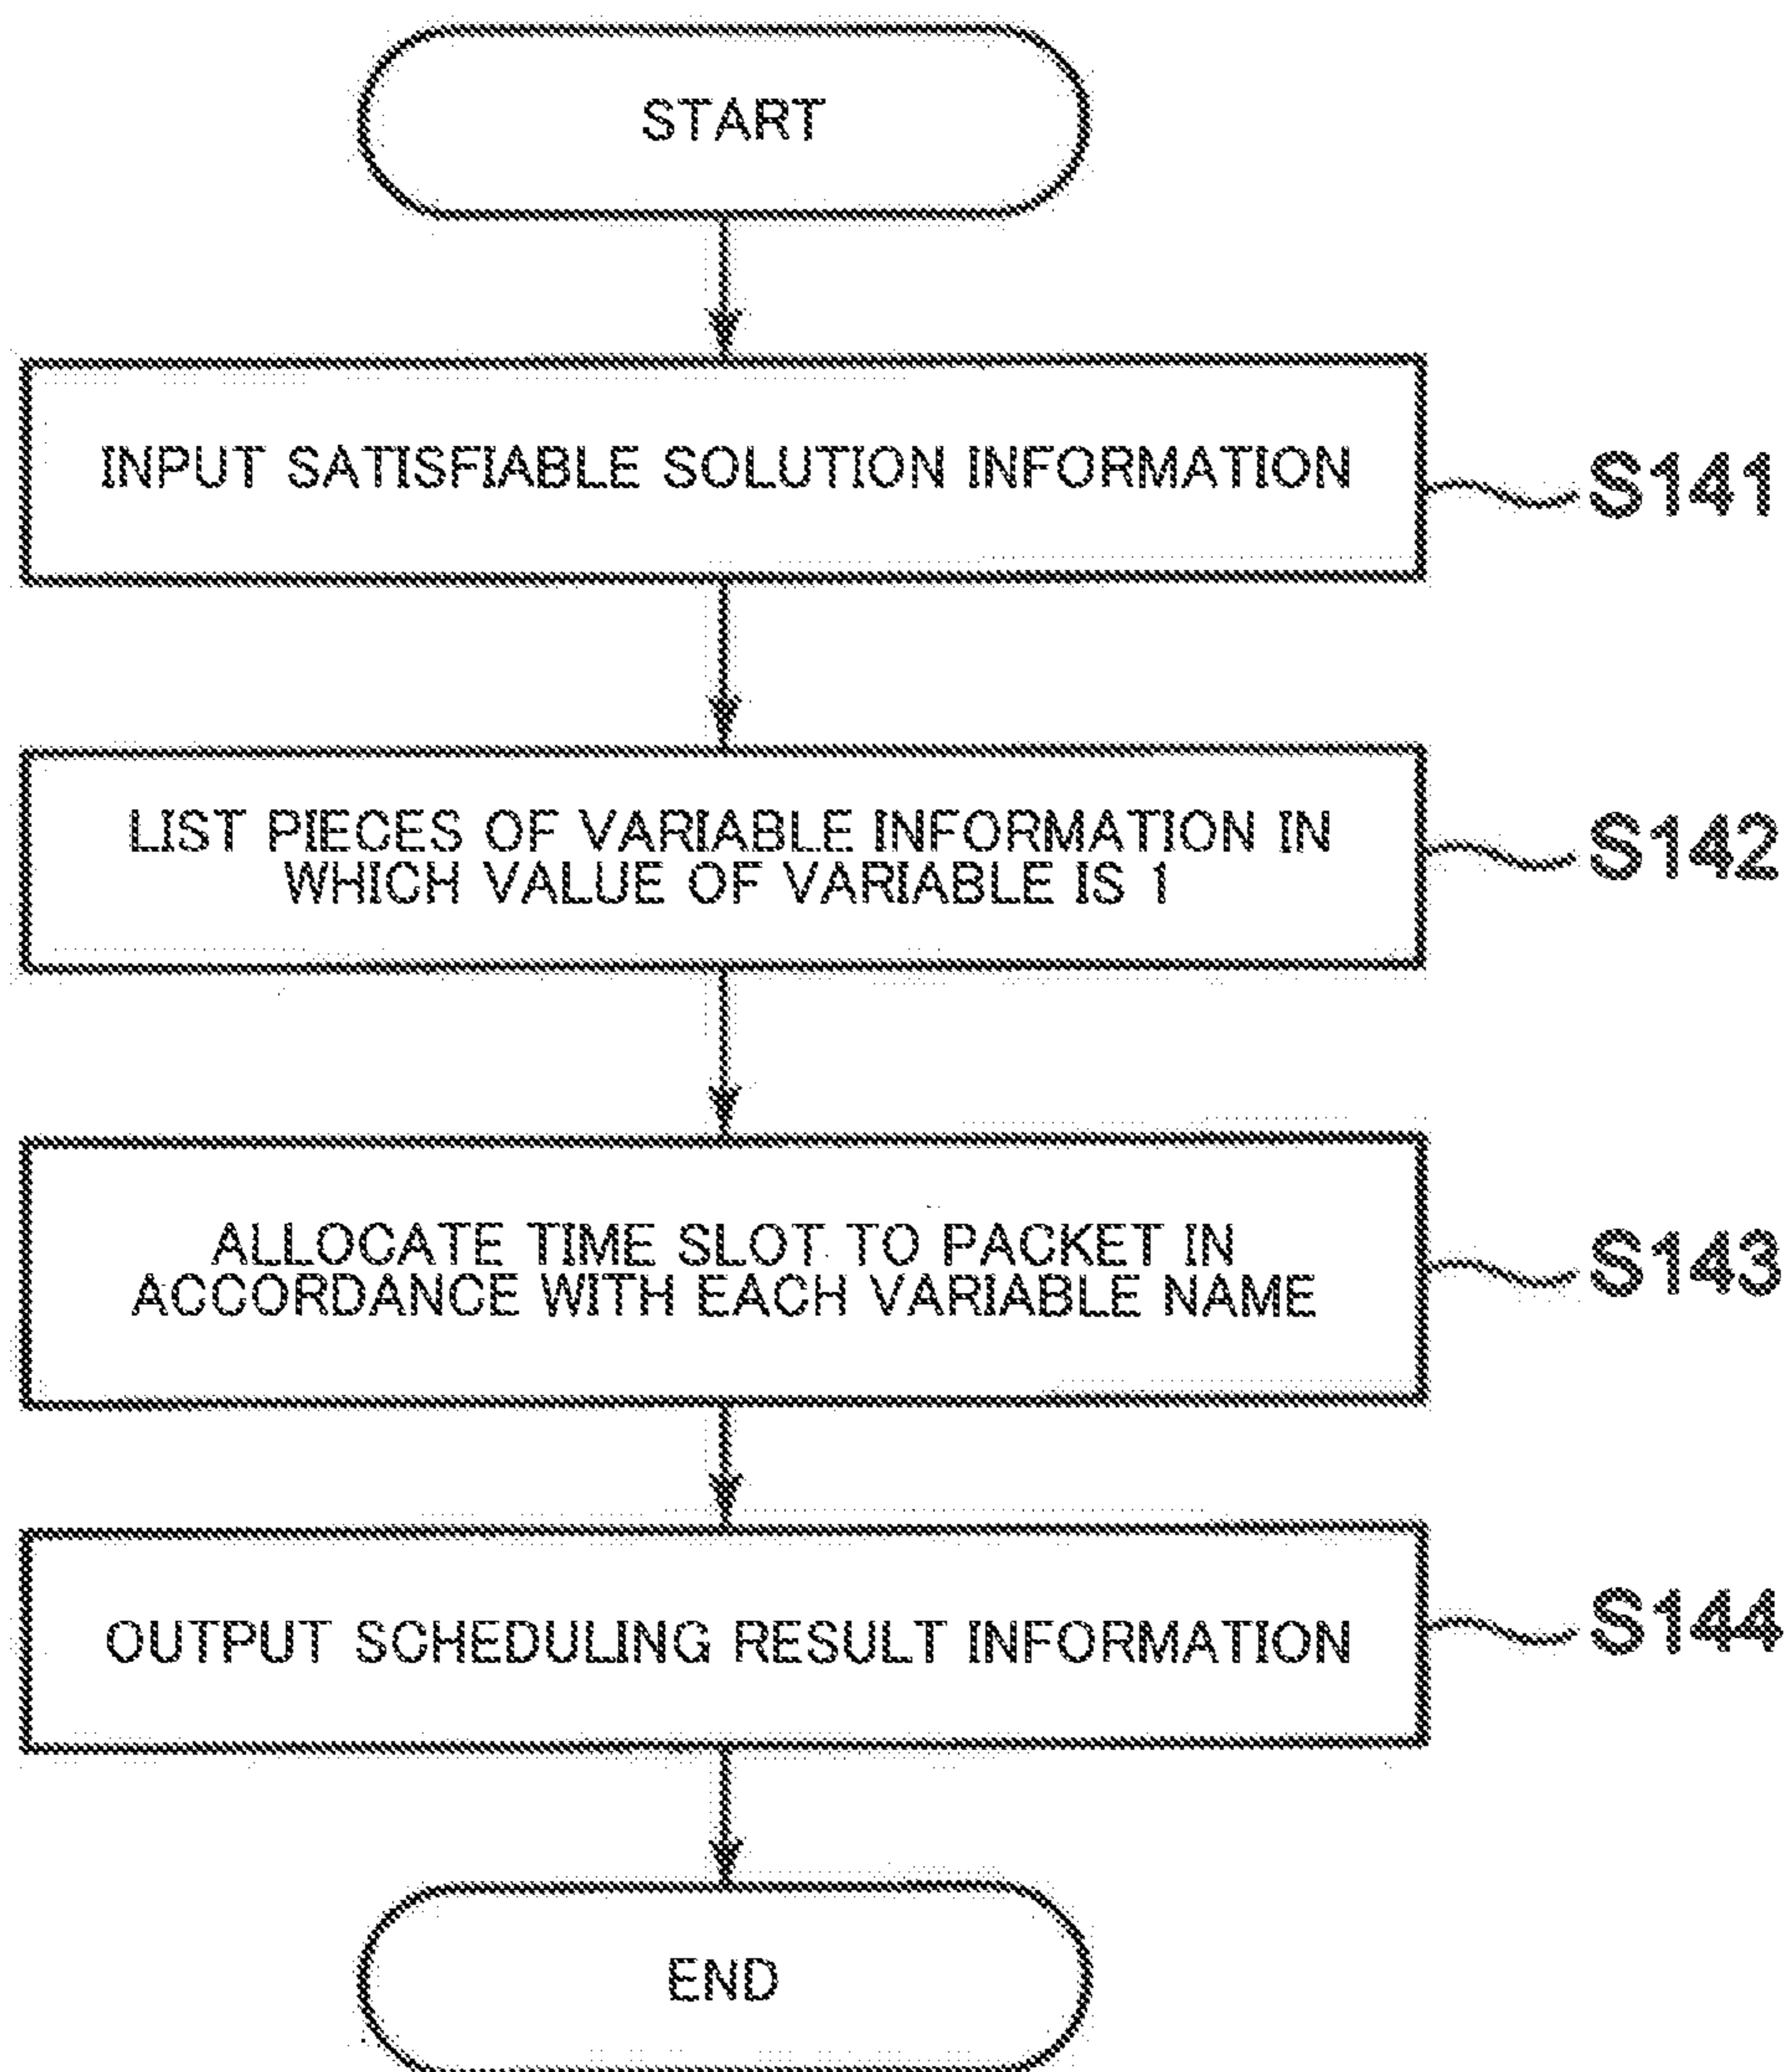 START
INPUT SATISFIABLE SOLUTION INFORMATION
S141
LIST PIECES OF VARIABLE INFORMATION IN
WHICH VALUE OF VARIABLE IS 1
S142
ALLOCATE TIME SLOT TO PACKET IN
ACCORDANCE WITH EACH VARIABLE NAME
S143
OUTPUT SCHEDULING RESULT INFORMATION
S144
END